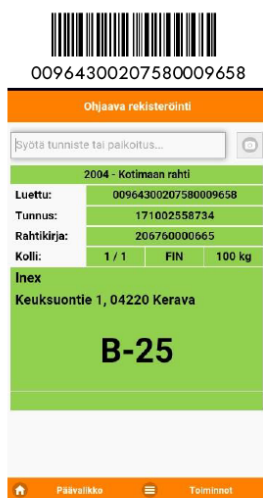 00964300207580009658
Ohjaava rekisteröinti
Syötä tunniste tai paikoitus...
2004 - Kotimaan rahti
Luettu: 00964300207580009658
Tunnus: 171002558734
Rahtikirja: 206760000665
Kolli: 1 / 1 FIN 100 kg
Inex
Keuksuontie 1, 04220 Kerava
B-25
Päävalikko Toiminnot